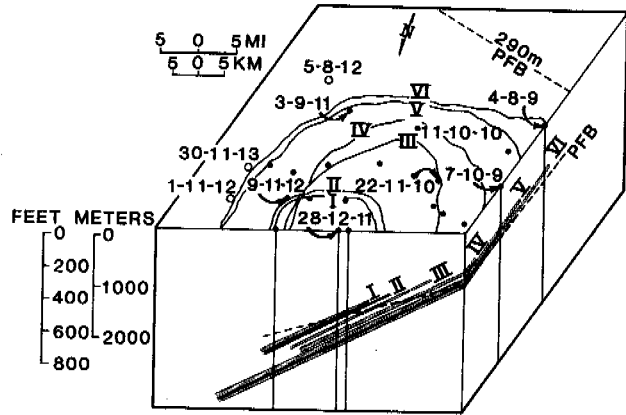 5 0 5 MI
5 0 5 KM
N
290m
PFB
5-8-12
3-9-11
VI
V
4-8-9
IV
11-10-10
III
VI
PFB
30-11-13
7-10-9
V
1-11-12
9-11-12
II
22-11-10
I
28-12-11
FEET METERS
0 0
200
400 1000
600
2000
800
IV
I II III